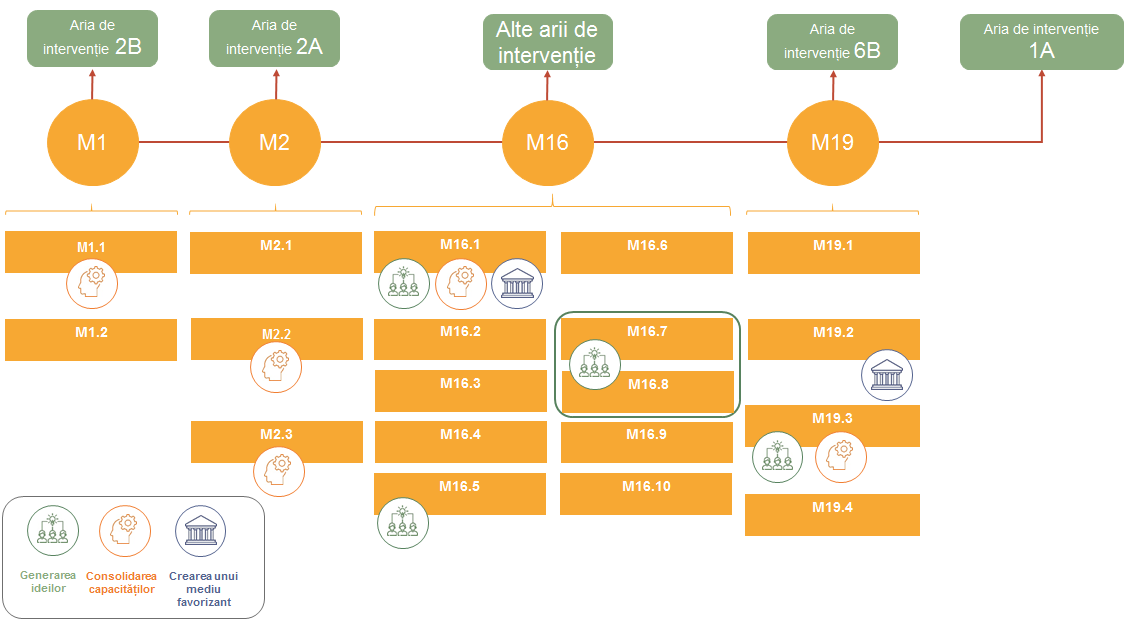 Aria de
intervenție 2B
Aria de
intervenție 2A
Alte arii de
intervenție
Aria de
intervenție 6B
Aria de intervenție
1A
M1
M2
M16
M19
M1.1
M2.1
M16.1
M16.6
M19.1
M1.2
M2.2
M16.2
M16.7
M19.2
M16.3
M16.8
M2.3
M16.4
M16.9
M19.3
M16.5
M16.10
M19.4
Generarea
ideilor
Consolidarea
capacităților
Crearea unui
mediu
favorizant